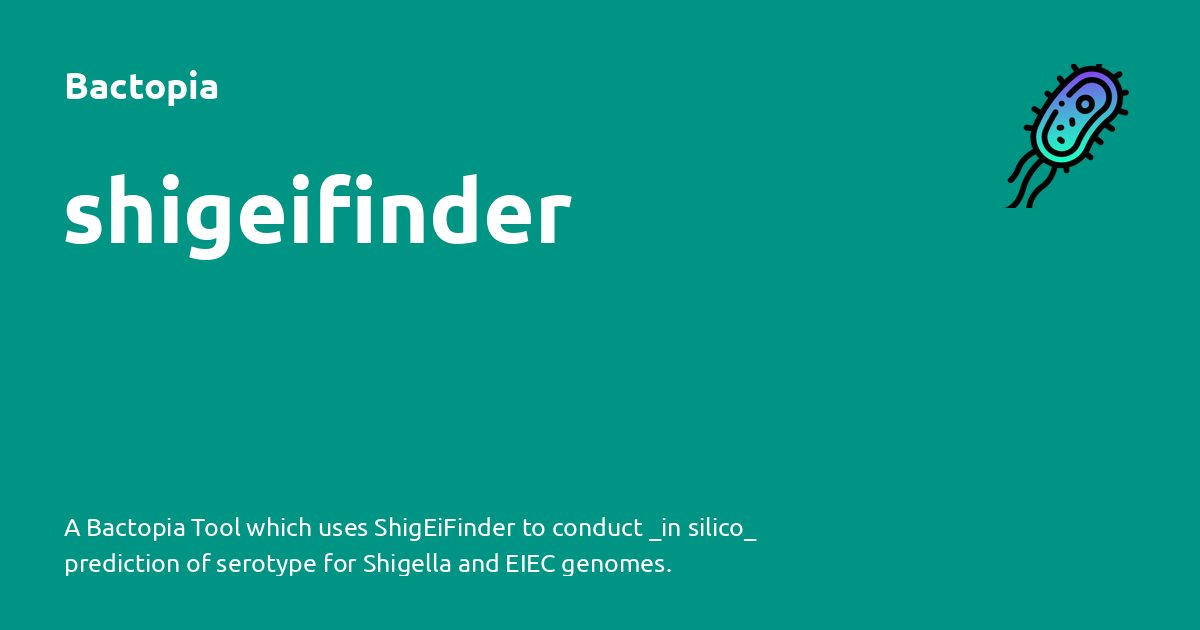 Bactopia
shigeifinder
A Bactopia Tool which uses ShigEiFinder to conduct _in silico_
prediction of serotype for Shigella and EIEC genomes.